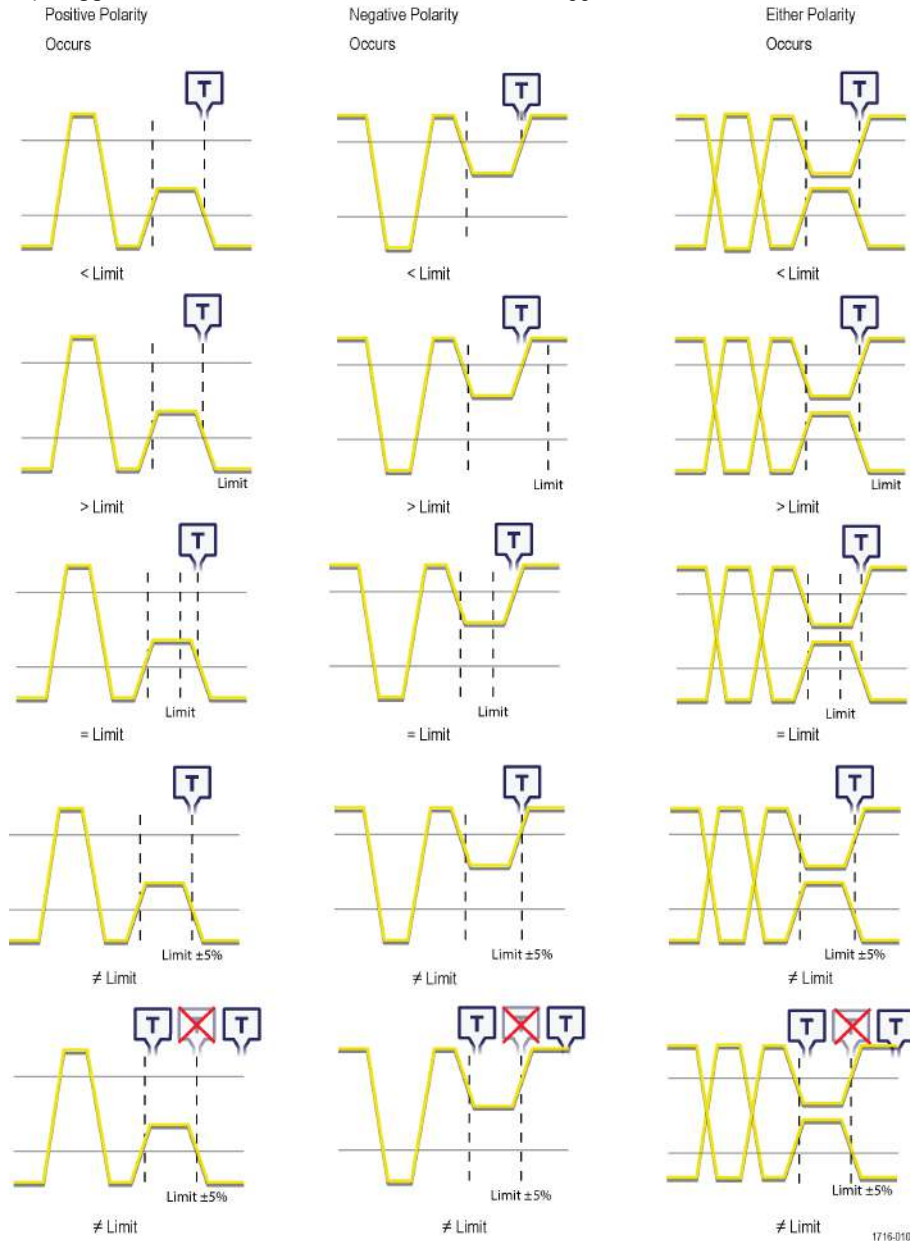 Positive Polarity Negative Polarity Either Polarity
Occurs Occurs Occurs
T T T
< Limit < Limit < Limit
T T T
Limit Limit Limit
> Limit > Limit > Limit
T T T
Limit Limit Limit
= Limit = Limit = Limit
T T T
Limit ±5% Limit ±5% Limit ±5%
≠ Limit ≠ Limit ≠ Limit
T T T T T T
Limit ±5% Limit ±5% Limit ±5%
≠ Limit ≠ Limit ≠ Limit
1716-010